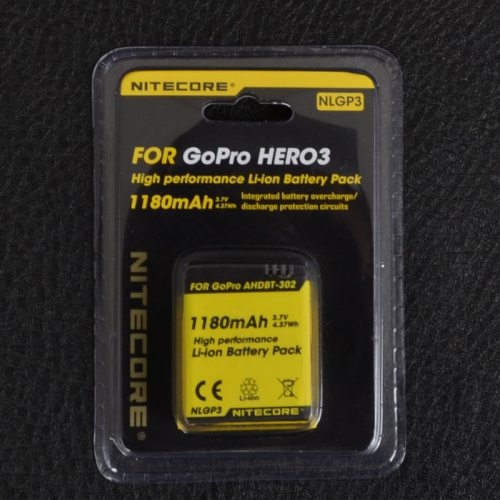 NITECORE®
NLGP3
FOR GoPro HERO3
High performance Li-ion Battery Pack
1180mAh 3.7V 4.37Wh Integrated battery overcharge/
discharge protection circuits
NITECORE®
FOR GoPro AHDBT-302
1180mAh 3.7V 4.37Wh
High performance
Li-ion Battery Pack
CE
Li-ion
NLGP3 NITECORE®